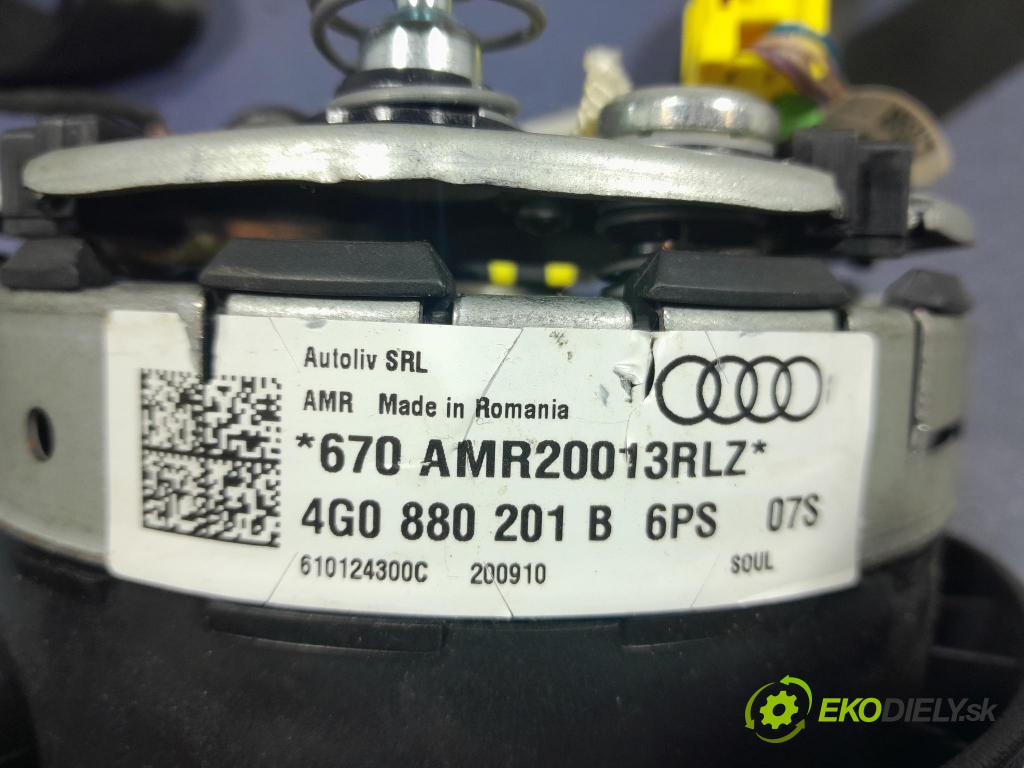 Autoliv SRL
AMR Made in Romania
*670 AMR20013RLZ*
4G0 880 201 B 6PS 07S
610124300C 200910 SOUL
EKODIELY.sk